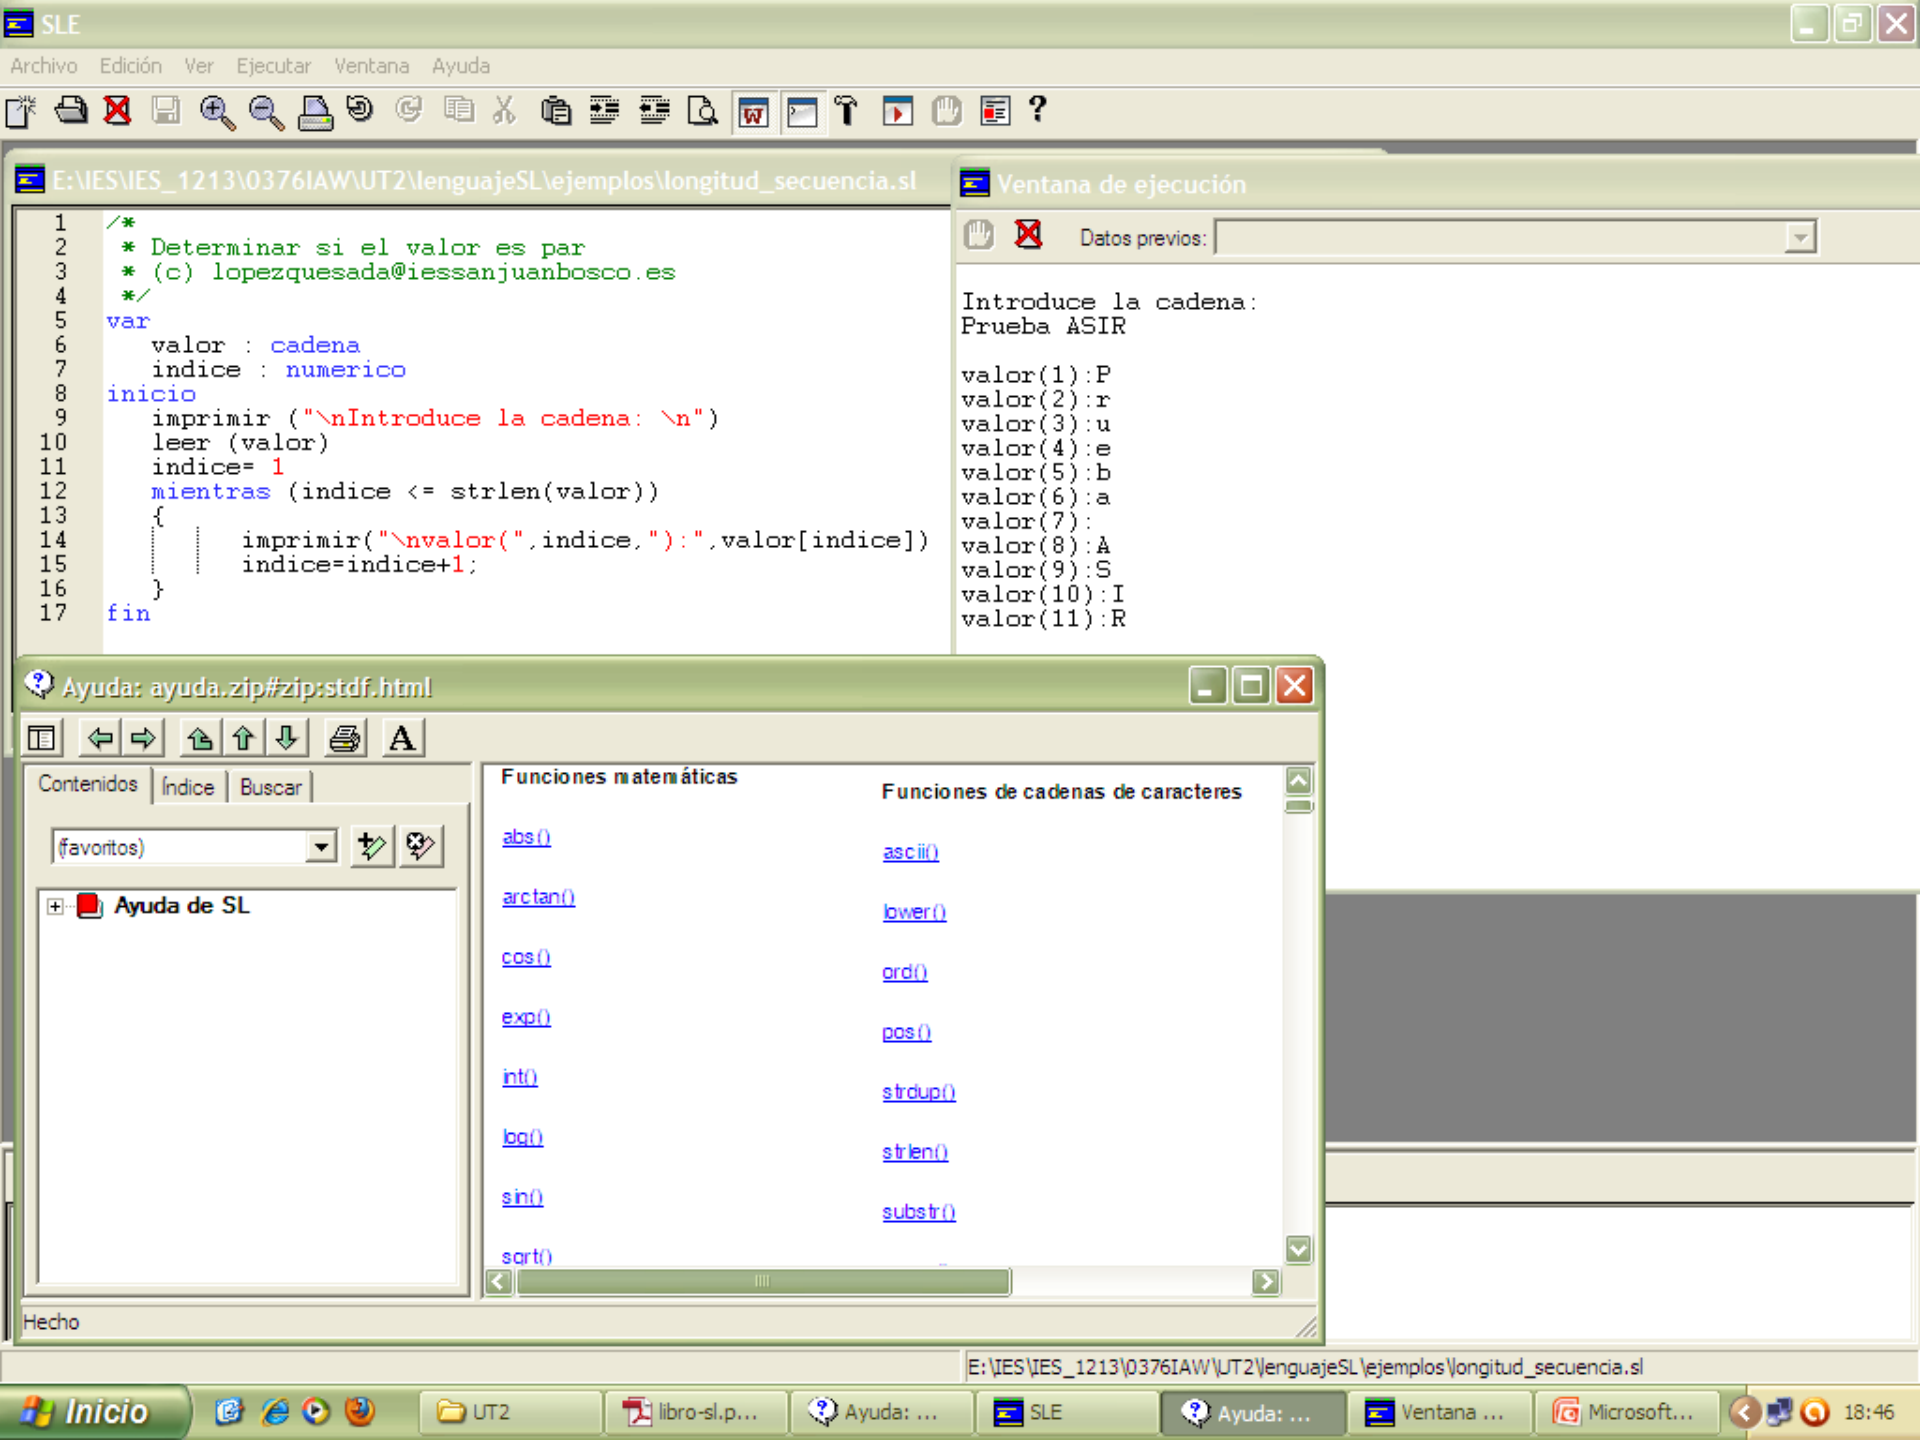 SLE
Archivo Edición Ver Ejecutar Ventana Ayuda
E:\IES\IES_1213\0376IAW\UT2\lenguajeSL\ejemplos\longitud_secuencia.sl
1 /*
2 * Determinar si el valor es par
3 * (c) lopezquesada@iessanjuanbosco.es
4 */
5 var
6 valor : cadena
7 indice : numerico
8 inicio
9 imprimir ("\nIntroduce la cadena: \n")
10 leer (valor)
11 indice= 1
12 mientras (indice <= strlen(valor))
13 {
14 imprimir("\nvalor(",indice,"):",valor[indice])
15 indice=indice+1;
16 }
17 fin
Ventana de ejecución
Datos previos:
Introduce la cadena:
Prueba ASIR
valor(1):P
valor(2):r
valor(3):u
valor(4):e
valor(5):b
valor(6):a
valor(7):
valor(8):A
valor(9):S
valor(10):I
valor(11):R
Ayuda: ayuda.zip#zip:stdf.html
A
Contenidos Índice Buscar
(favoritos)
Ayuda de SL
Funciones matemáticas
abs()
arctan()
cos()
exp()
int()
log()
sin()
sqrt()
Funciones de cadenas de caracteres
ascii()
lower()
ord()
pos()
strdup()
strlen()
substr()
Hecho
E:\IES\IES_1213\0376IAW\UT2\lenguajeSL\ejemplos\longitud_secuencia.sl
Inicio UT2 libro-sl.p... Ayuda: ... SLE Ayuda: ... Ventana ... Microsoft... 18:46